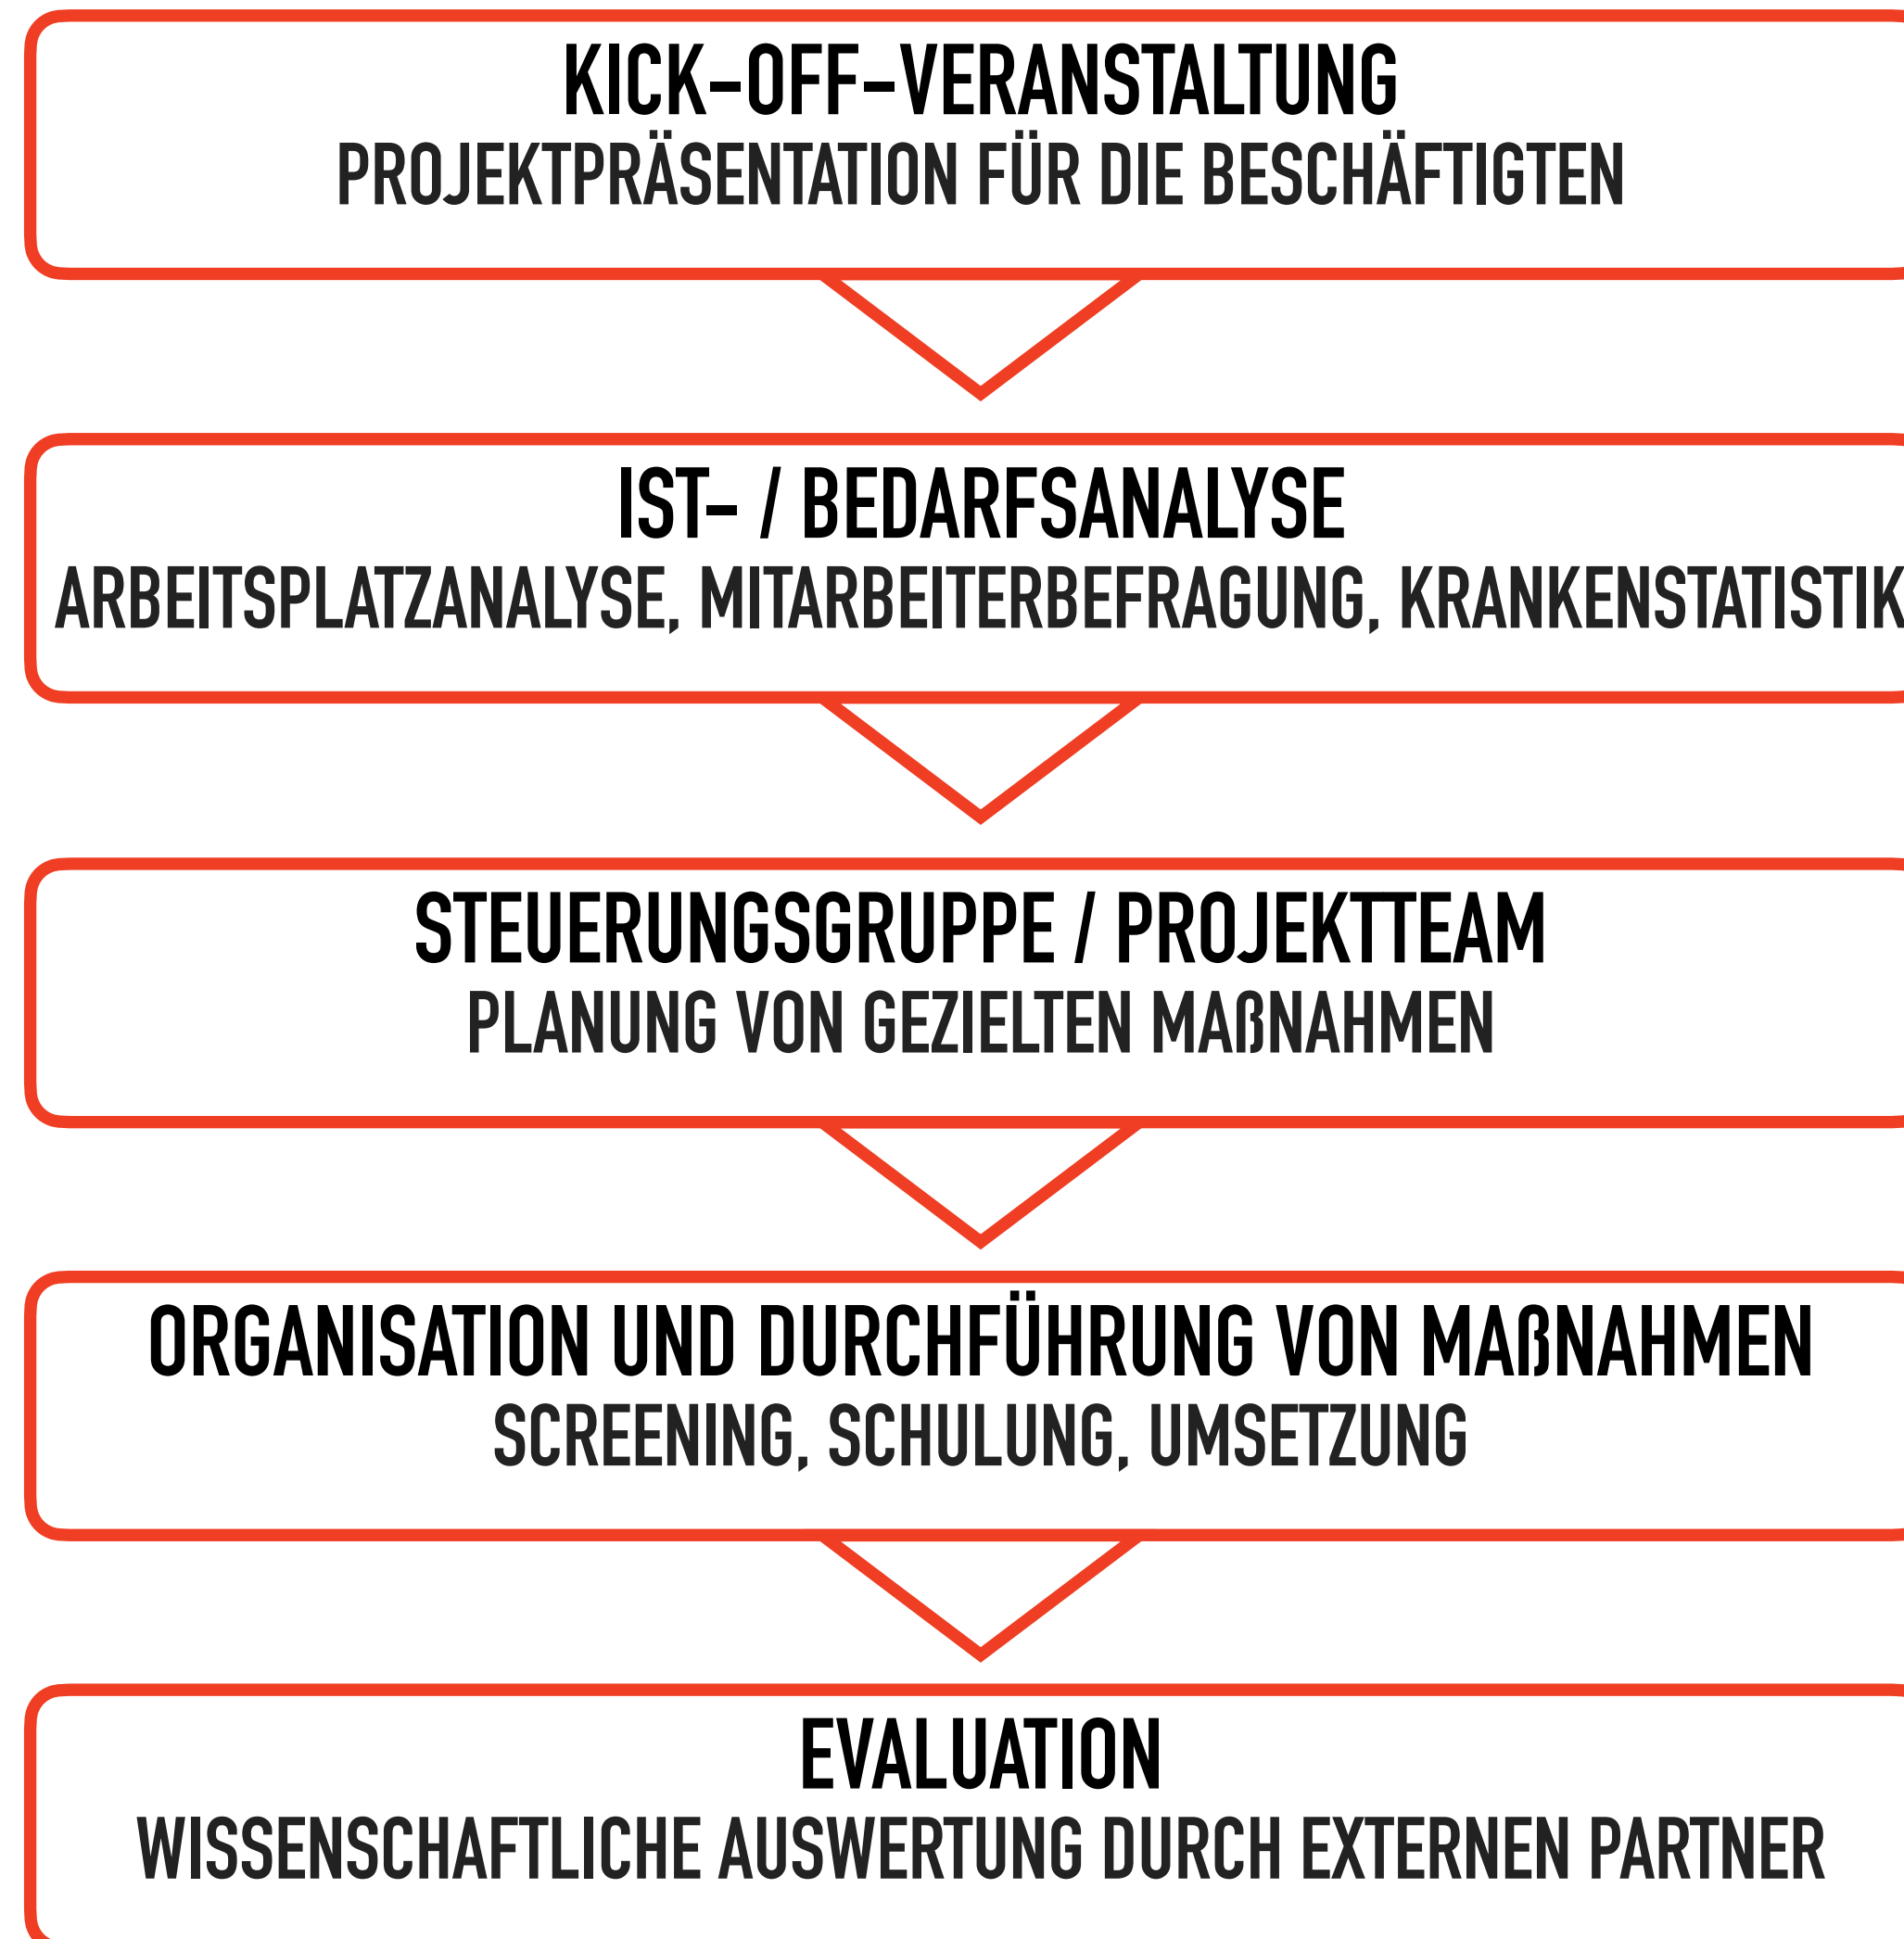 KICK-OFF-VERANSTALTUNG
PROJEKTPRÄSENTATION FÜR DIE BESCHÄFTIGTEN
IST- / BEDARFSANALYSE
ARBEITSPLATZANALYSE, MITARBEITERBEFRAGUNG, KRANKENSTATISTIK
STEUERUNGSGRUPPE / PROJEKTTEAM
PLANUNG VON GEZIELTEN MAßNAHMEN
ORGANISATION UND DURCHFÜHRUNG VON MAßNAHMEN
SCREENING, SCHULUNG, UMSETZUNG
EVALUATION
WISSENSCHAFTLICHE AUSWERTUNG DURCH EXTERNEN PARTNER